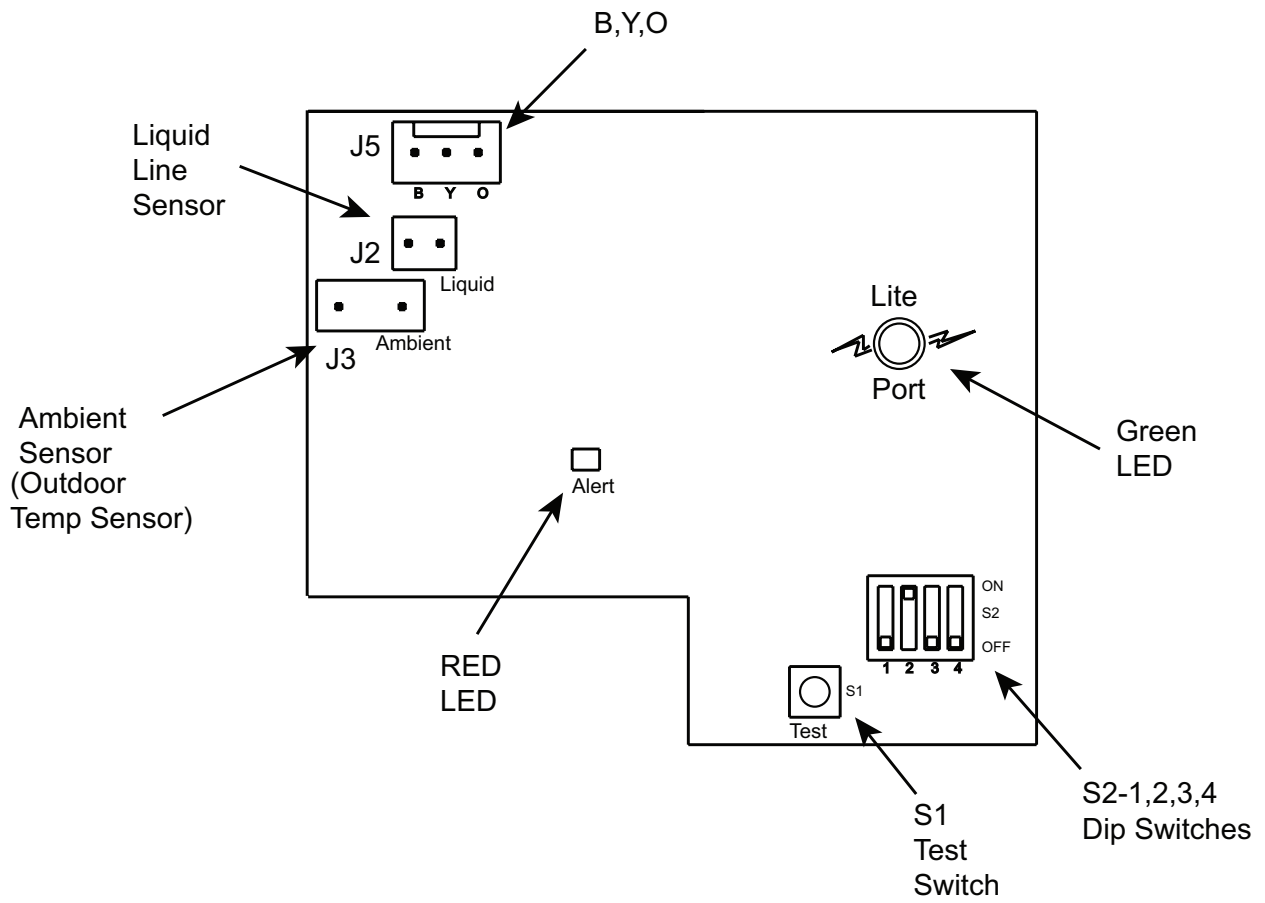 B,Y,O
Liquid
Line
Sensor
J5
B Y O
J2
Liquid
Ambient
J3
Lite
Port
Ambient
Sensor
(Outdoor
Temp Sensor)
Green
LED
Alert
RED
LED
ON
S2
OFF
1 2 3 4
S1
Test
S2-1,2,3,4
Dip Switches
S1
Test
Switch